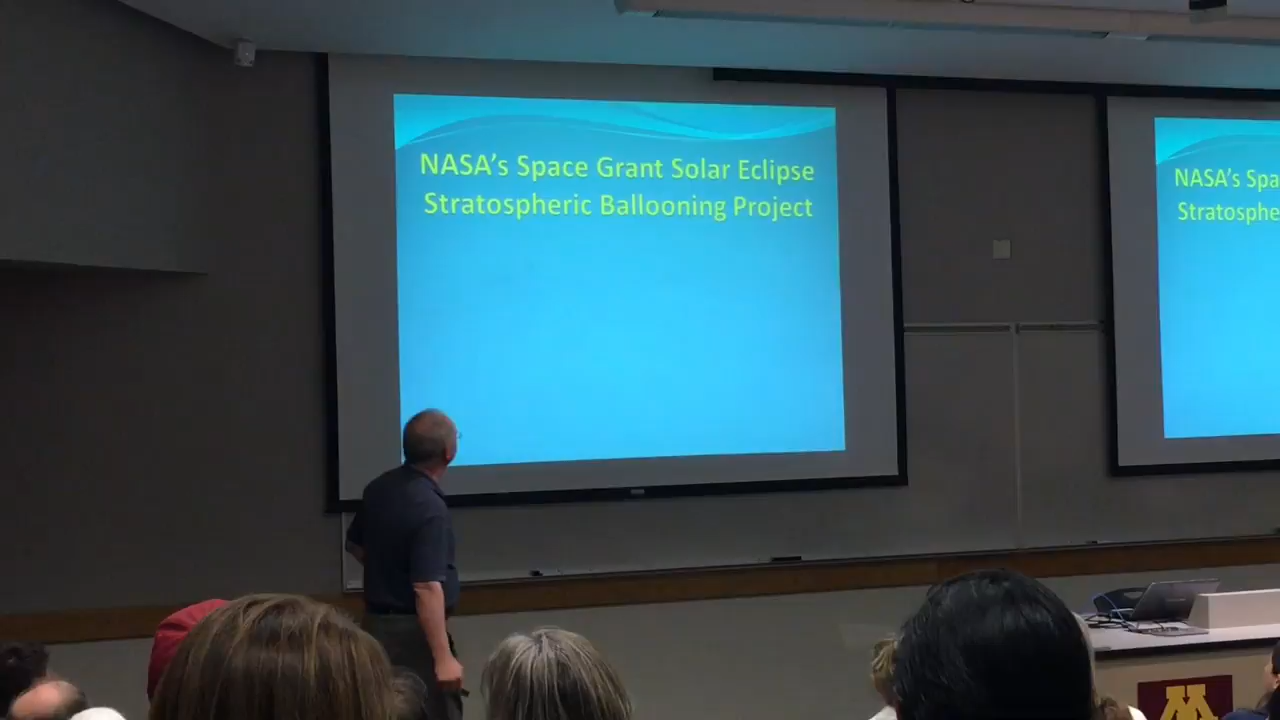 NASA's Space Grant Solar Eclipse
Stratospheric Ballooning Project
NASA's Spa
Stratosphe
M